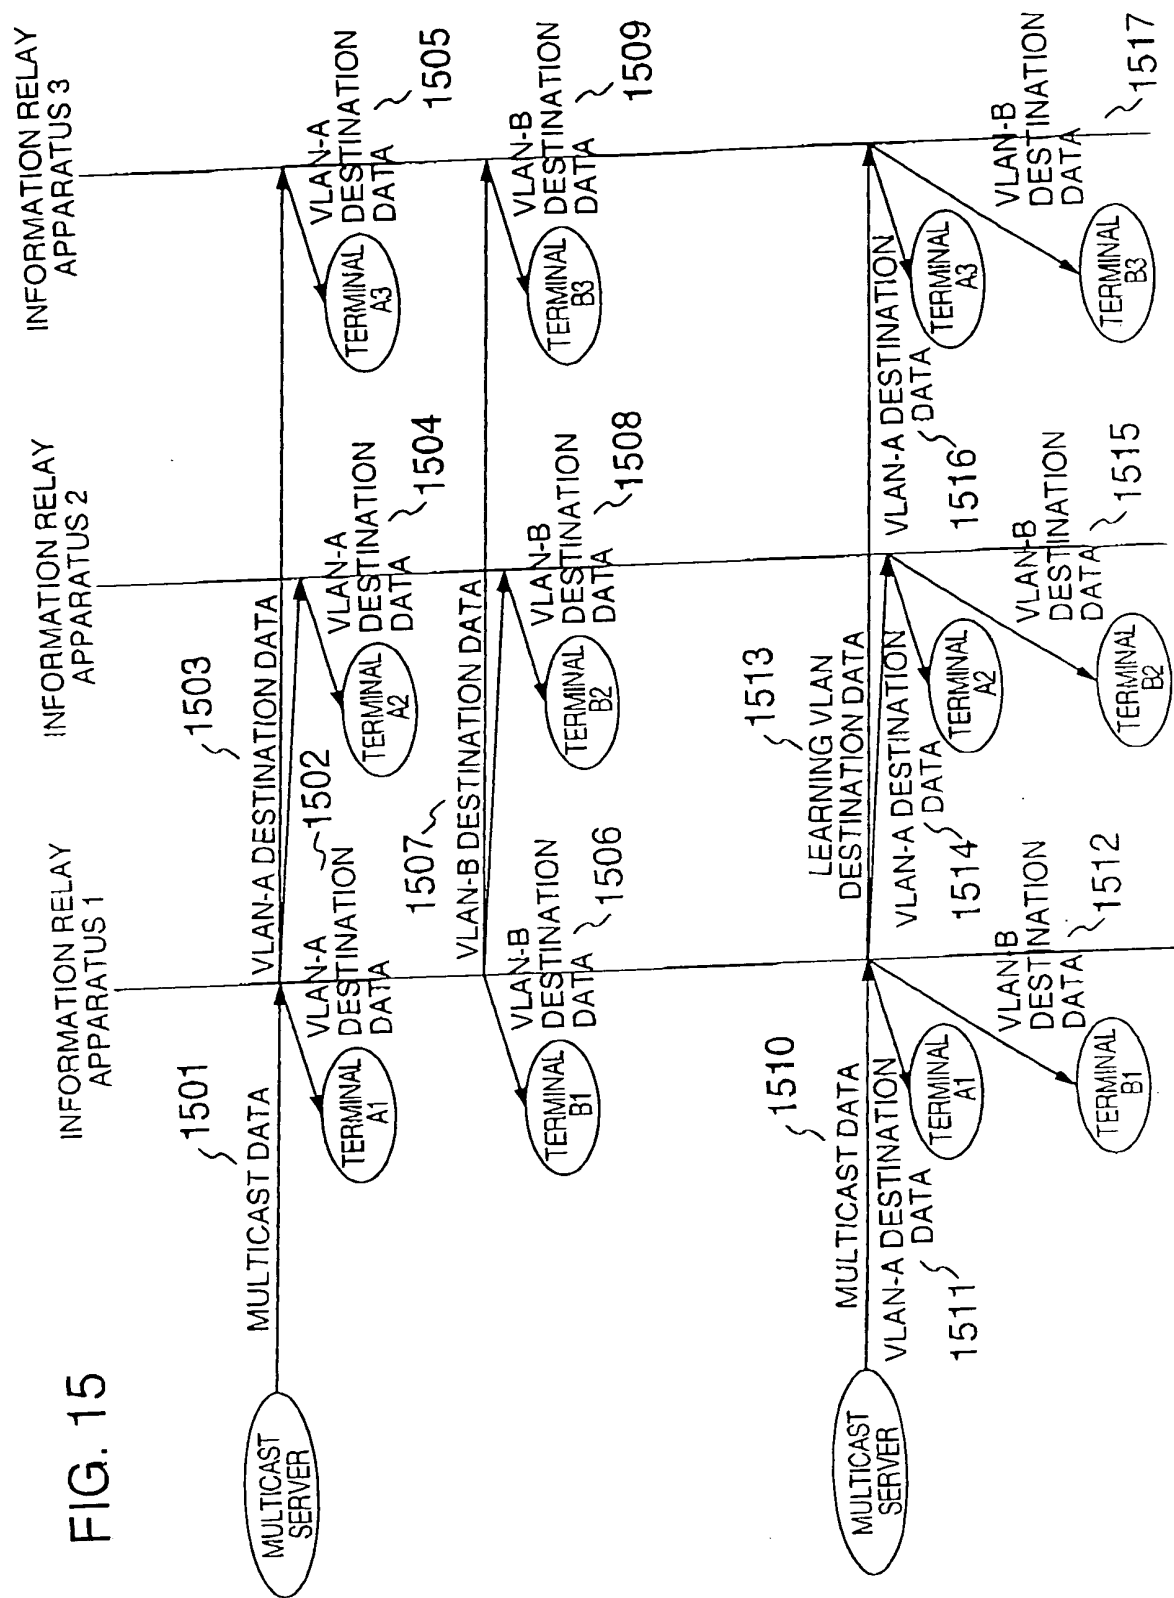 FIG. 15
INFORMATION RELAY
APPARATUS 1
INFORMATION RELAY
APPARATUS 2
INFORMATION RELAY
APPARATUS 3
MULTICAST
SERVER
MULTICAST DATA
1501
VLAN-A DESTINATION DATA
1503
TERMINAL
A1
VLAN-A
DESTINATION
DATA
1502
TERMINAL
A2
VLAN-A
DESTINATION
DATA
1504
TERMINAL
A3
VLAN-A
DESTINATION
DATA
1505
1507
VLAN-B DESTINATION DATA
TERMINAL
B1
VLAN-B
DESTINATION
DATA
1506
TERMINAL
B2
VLAN-B
DESTINATION
DATA
1508
TERMINAL
B3
VLAN-B
DESTINATION
DATA
1509
MULTICAST
SERVER
MULTICAST DATA
1510
LEARNING VLAN
DESTINATION DATA
1513
VLAN-A DESTINATION
DATA
1511
TERMINAL
A1
VLAN-A DESTINATION
DATA
1514
TERMINAL
A2
VLAN-A DESTINATION
DATA
1516
TERMINAL
A3
TERMINAL
B1
VLAN-B
DESTINATION
DATA
1512
TERMINAL
B2
VLAN-B
DESTINATION
DATA
1515
TERMINAL
B3
VLAN-B
DESTINATION
DATA
1517